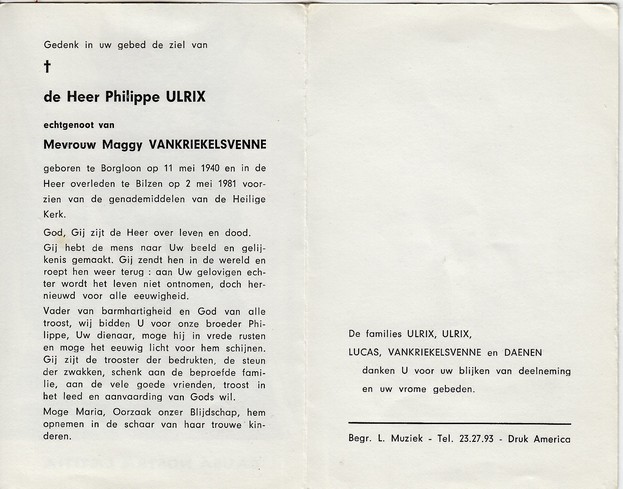 Gedenk in uw gebed de ziel van
†
de Heer Philippe ULRIX
echtgenoot van
Mevrouw Maggy VANKRIEKELSVENNE
geboren te Borgloon op 11 mei 1940 en in de
Heer overleden te Bilzen op 2 mei 1981 voor-
zien van de genademiddelen van de Heilige
Kerk.
God, Gij zijt de Heer over leven en dood.
Gij hebt de mens naar Uw beeld en gelij-
kenis gemaakt. Gij zendt hen in de wereld en
roept hen weer terug : aan Uw gelovigen ech-
ter wordt het leven niet ontnomen, doch her-
nieuwd voor alle eeuwigheid.
Vader van barmhartigheid en God van alle
troost, wij bidden U voor onze broeder Phi-
lippe, Uw dienaar, moge hij in vrede rusten
en moge het eeuwig licht voor hem schijnen.
Gij zijt de trooster der bedrukten, de steun
der zwakken, schenk aan de beproefde fami-
lie, aan de vele goede vrienden, troost in
het leed en aanvaarding van Gods wil.
Moge Maria, Oorzaak onzer Blijdschap, hem
opnemen in de schaar van haar trouwe kin-
deren.
De families ULRIX, ULRIX,
LUCAS, VANKRIEKELSVENNE en DAENEN
danken U voor uw blijken van deelneming
en uw vrome gebeden.
Begr. L. Muziek - Tel. 23.27.93 - Druk America